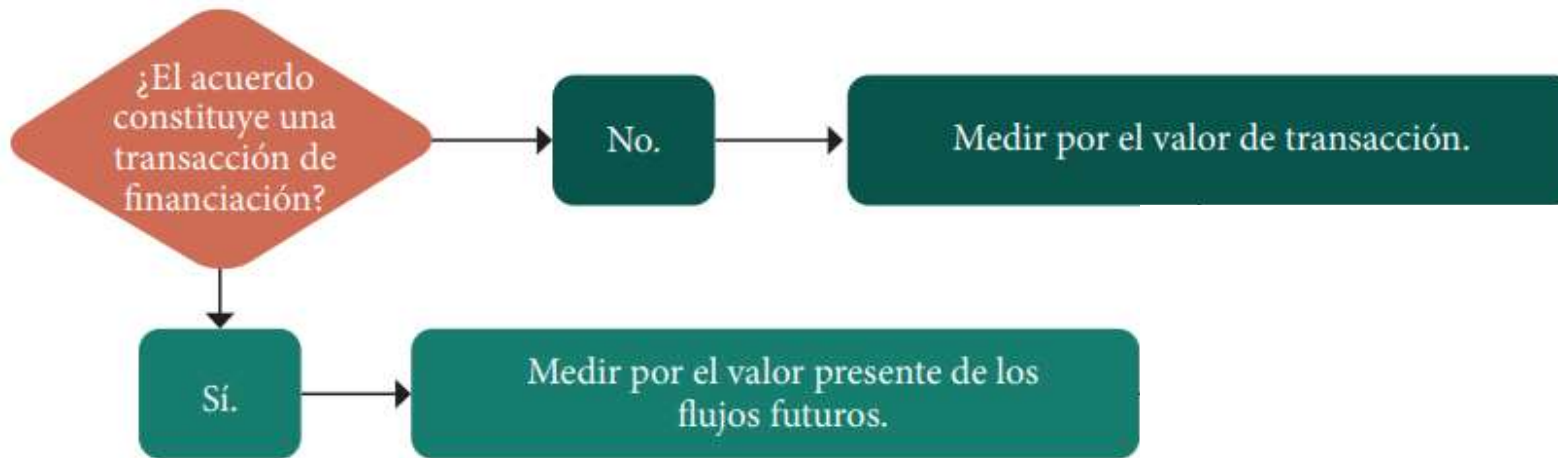 ¿El acuerdo
constituye una
transacción de
financiación?
No.
Medir por el valor de transacción.
Sí.
Medir por el valor presente de los
flujos futuros.